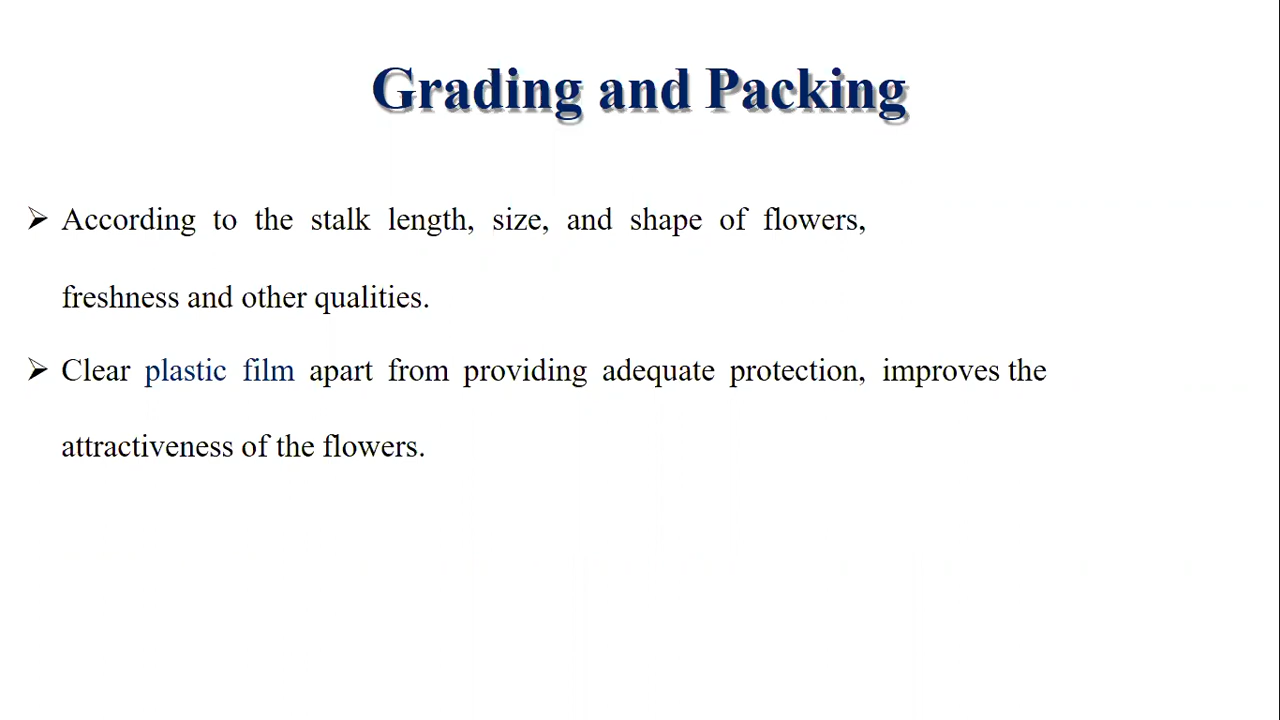 Grading and Packing
➢ According to the stalk length, size, and shape of flowers,
freshness and other qualities.
➢ Clear plastic film apart from providing adequate protection, improves the
attractiveness of the flowers.